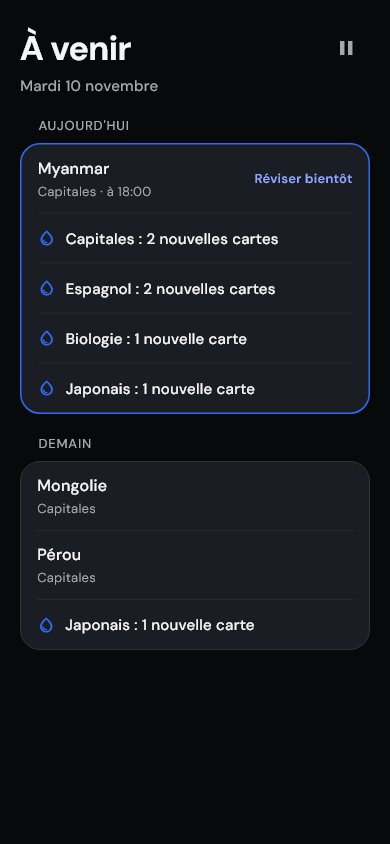 À venir
Mardi 10 novembre
AUJOURD'HUI
Myanmar
Capitales · à 18:00
Réviser bientôt
Capitales : 2 nouvelles cartes
Espagnol : 2 nouvelles cartes
Biologie : 1 nouvelle carte
Japonais : 1 nouvelle carte
DEMAIN
Mongolie
Capitales
Pérou
Capitales
Japonais : 1 nouvelle carte